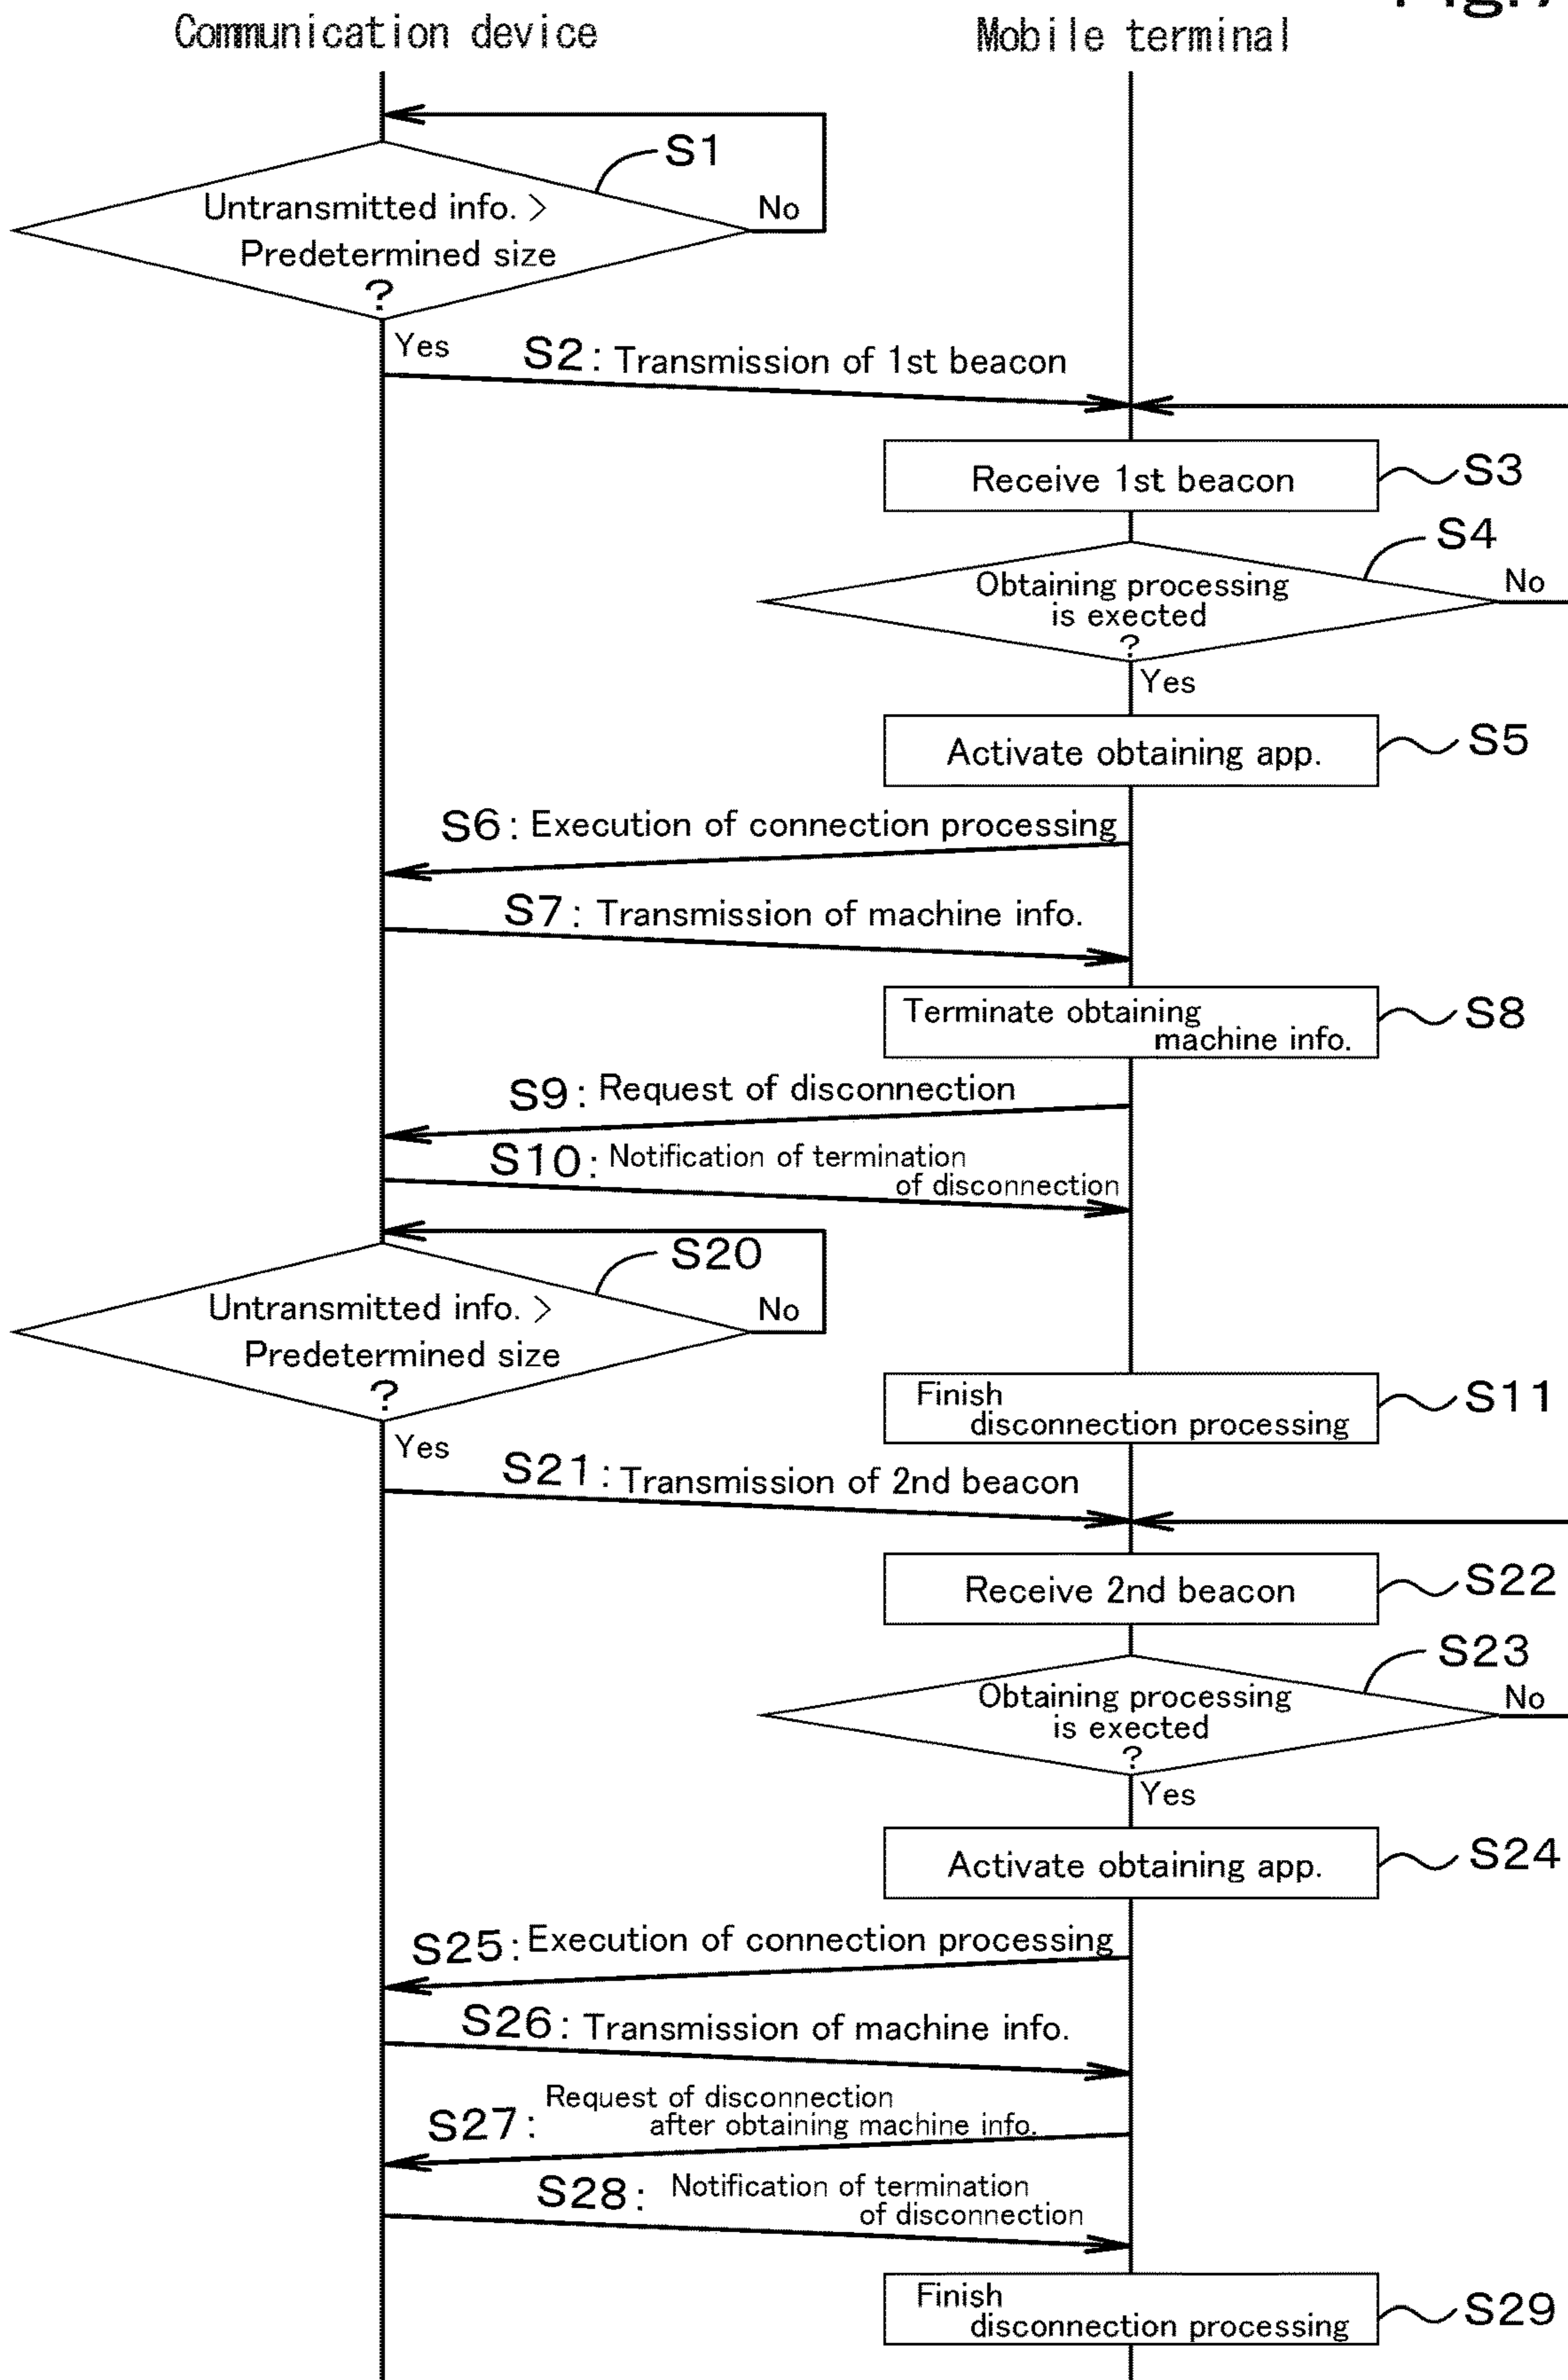 Communication device
Mobile terminal
S1
Untransmitted info. >
Predetermined size
?
No
Yes
S2: Transmission of 1st beacon
Receive 1st beacon
S3
S4
Obtaining processing
is exected
?
No
Yes
Activate obtaining app.
S5
S6: Execution of connection processing
S7: Transmission of machine info.
Terminate obtaining
machine info.
S8
S9: Request of disconnection
S10: Notification of termination
of disconnection
S20
Untransmitted info. >
Predetermined size
?
No
Yes
Finish
disconnection processing
S11
S21: Transmission of 2nd beacon
Receive 2nd beacon
S22
S23
Obtaining processing
is exected
?
No
Yes
Activate obtaining app.
S24
S25: Execution of connection processing
S26: Transmission of machine info.
S27: Request of disconnection
after obtaining machine info.
S28: Notification of termination
of disconnection
Finish
disconnection processing
S29